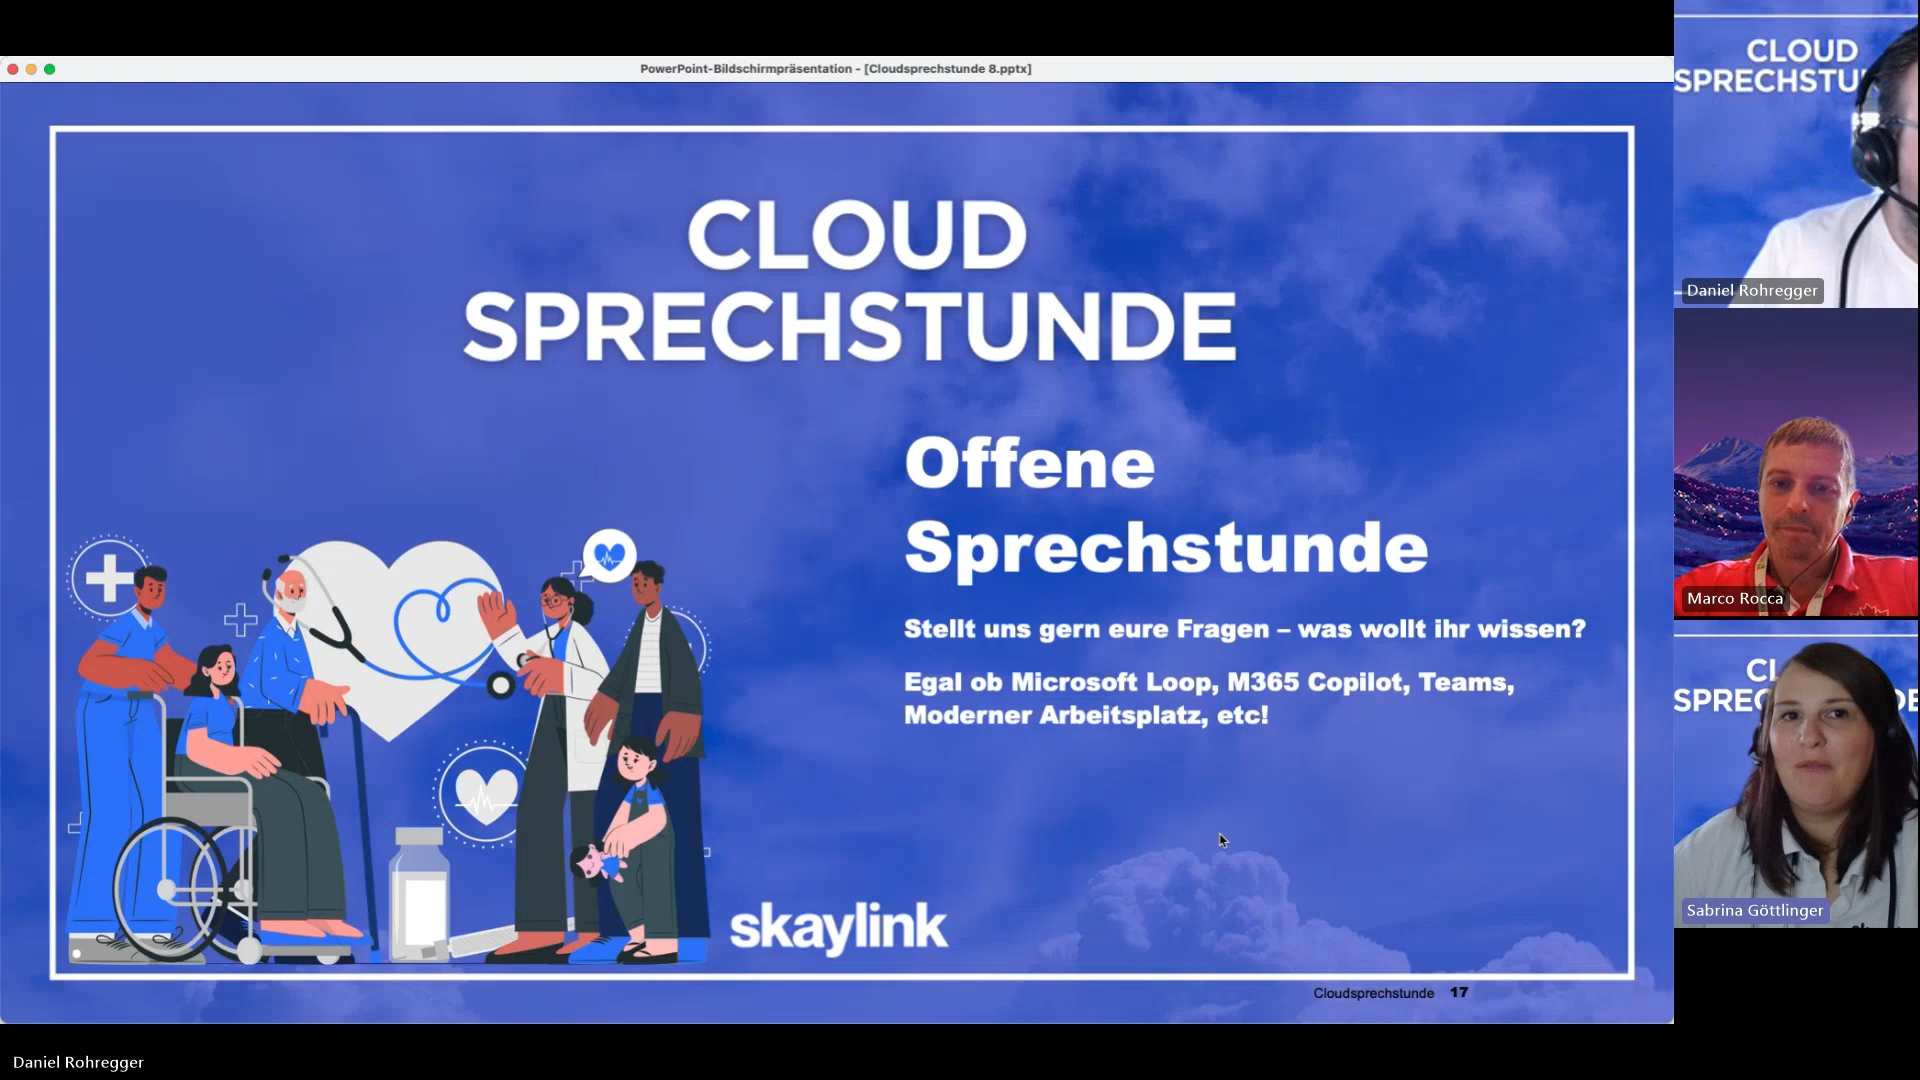 PowerPoint-Bildschirmpräsentation - [Cloudsprechstunde 8.pptx]
CLOUD
SPRECHSTUNDE
Offene
Sprechstunde
Stellt uns gern eure Fragen – was wollt ihr wissen?
Egal ob Microsoft Loop, M365 Copilot, Teams,
Moderner Arbeitsplatz, etc!
skaylink
Cloudsprechstunde 17
CLOUD
SPRECHSTU
Daniel Rohregger
Marco Rocca
Sabrina Göttlinger
Daniel Rohregger